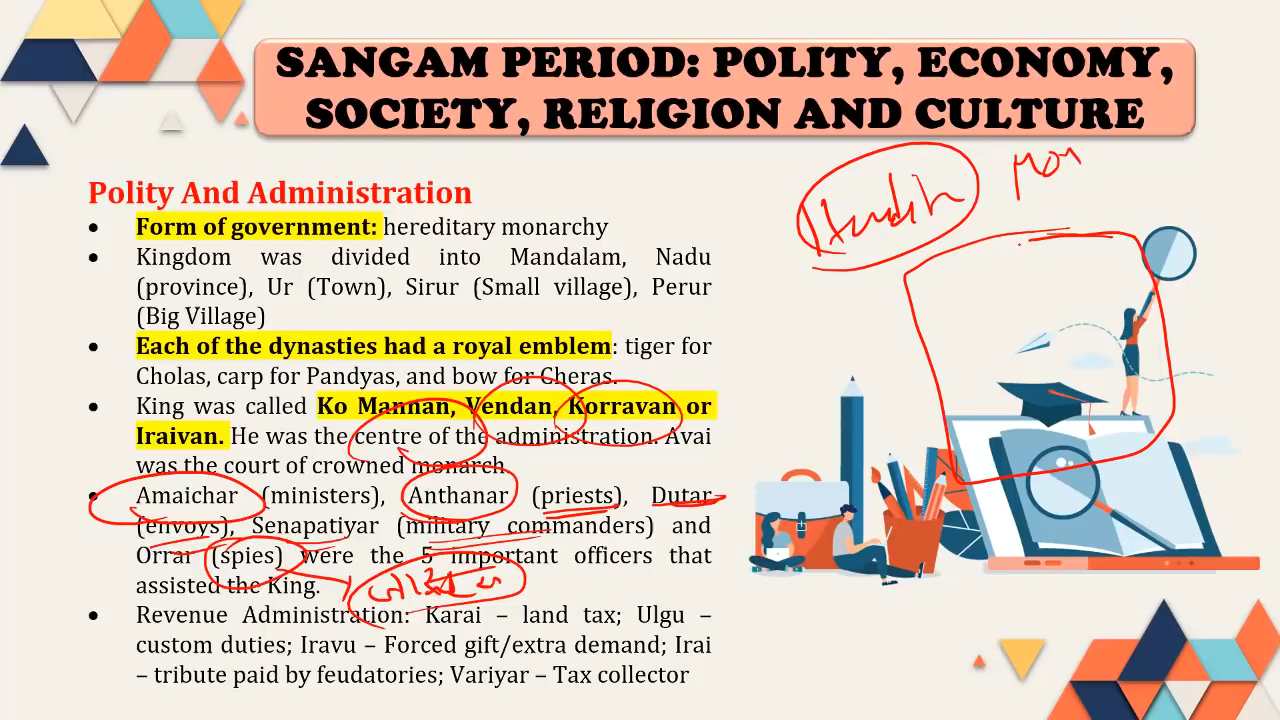 SANGAM PERIOD: POLITY, ECONOMY,
SOCIETY, RELIGION AND CULTURE
Polity And Administration
• Form of government: hereditary monarchy
• Kingdom was divided into Mandalam, Nadu
(province), Ur (Town), Sirur (Small village), Perur
(Big Village)
• Each of the dynasties had a royal emblem: tiger for
Cholas, carp for Pandyas, and bow for Cheras.
• King was called Ko Mannan, Vendan, Korravan or
Iraivan. He was the centre of the administration. Avai
was the court of crowned monarch
• Amaichar (ministers), Anthanar (priests), Dutar
(envoys), Senapatiyar (military commanders) and
Orrar (spies) were the 5 important officers that
assisted the King.
• Revenue Administration: Karai – land tax; Ulgu –
custom duties; Iravu – Forced gift/extra demand; Irai
– tribute paid by feudatories; Variyar – Tax collector